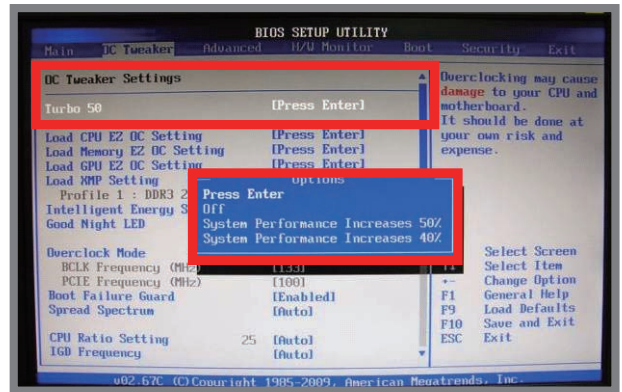 BIOS SETUP UTILITY
Main OC Tweaker Advanced H/W Monitor Boot Security Exit
OC Tweaker Settings
Turbo 50 [Press Enter]
Load CPU EZ OC Setting [Press Enter]
Load Memory EZ OC Setting [Press Enter]
Load GPU EZ OC Setting [Press Enter]
Load XMP Setting
Profile 1 : DDR3 2
Intelligent Energy S
Good Night LED
Overclock Mode
BCLK Frequency (MHz) [133]
PCIE Frequency (MHz) [100]
Boot Failure Guard [Enabled]
Spread Spectrum [Auto]
CPU Ratio Setting 25 [Auto]
IGD Frequency [Auto]
Options
Press Enter
Off
System Performance Increases 50%
System Performance Increases 40%
Overclocking may cause
damage to your CPU and
motherboard.
It should be done at
your own risk and
expense.
Select Screen
↑↓ Select Item
+- Change Option
F1 General Help
F9 Load Defaults
F10 Save and Exit
ESC Exit
v02.67C (C)Copyright 1985-2009, American Megatrends, Inc.